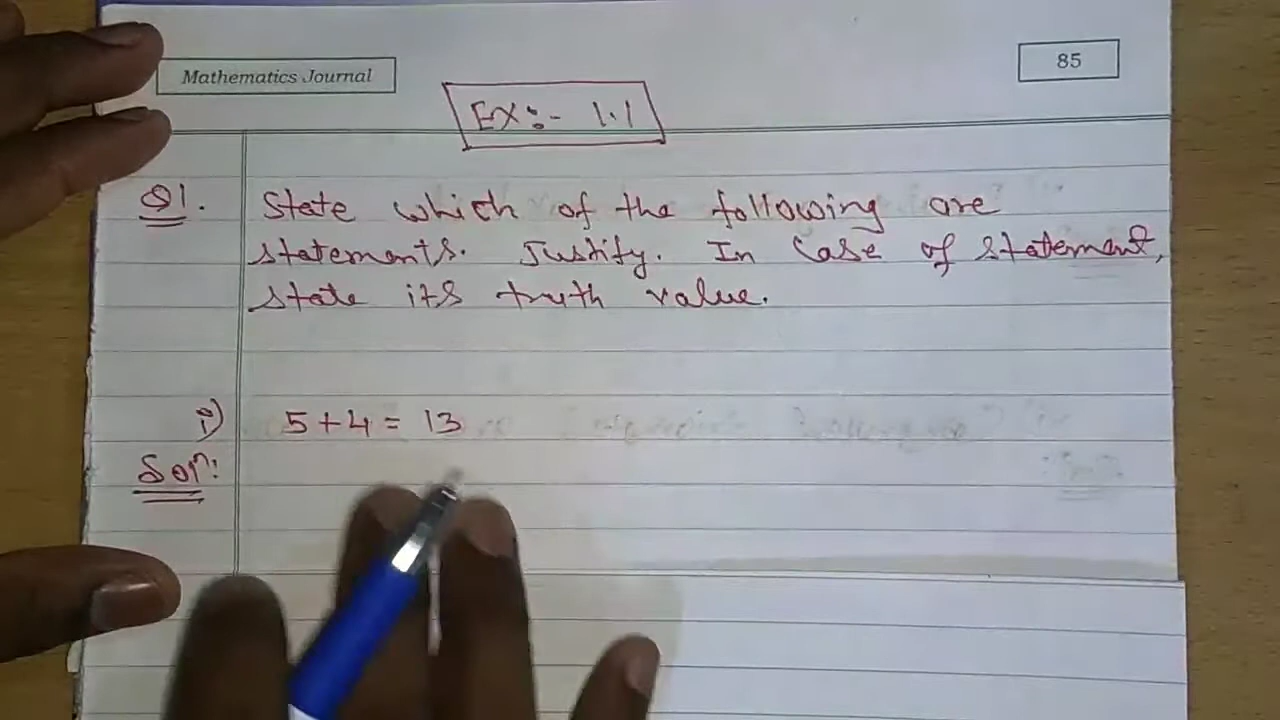 Mathematics Journal
85
Ex:- 1.1
Q1. State which of the following are
statements. Justify. In case of statement,
state its truth value.
i) 5+4 = 13
Soln: